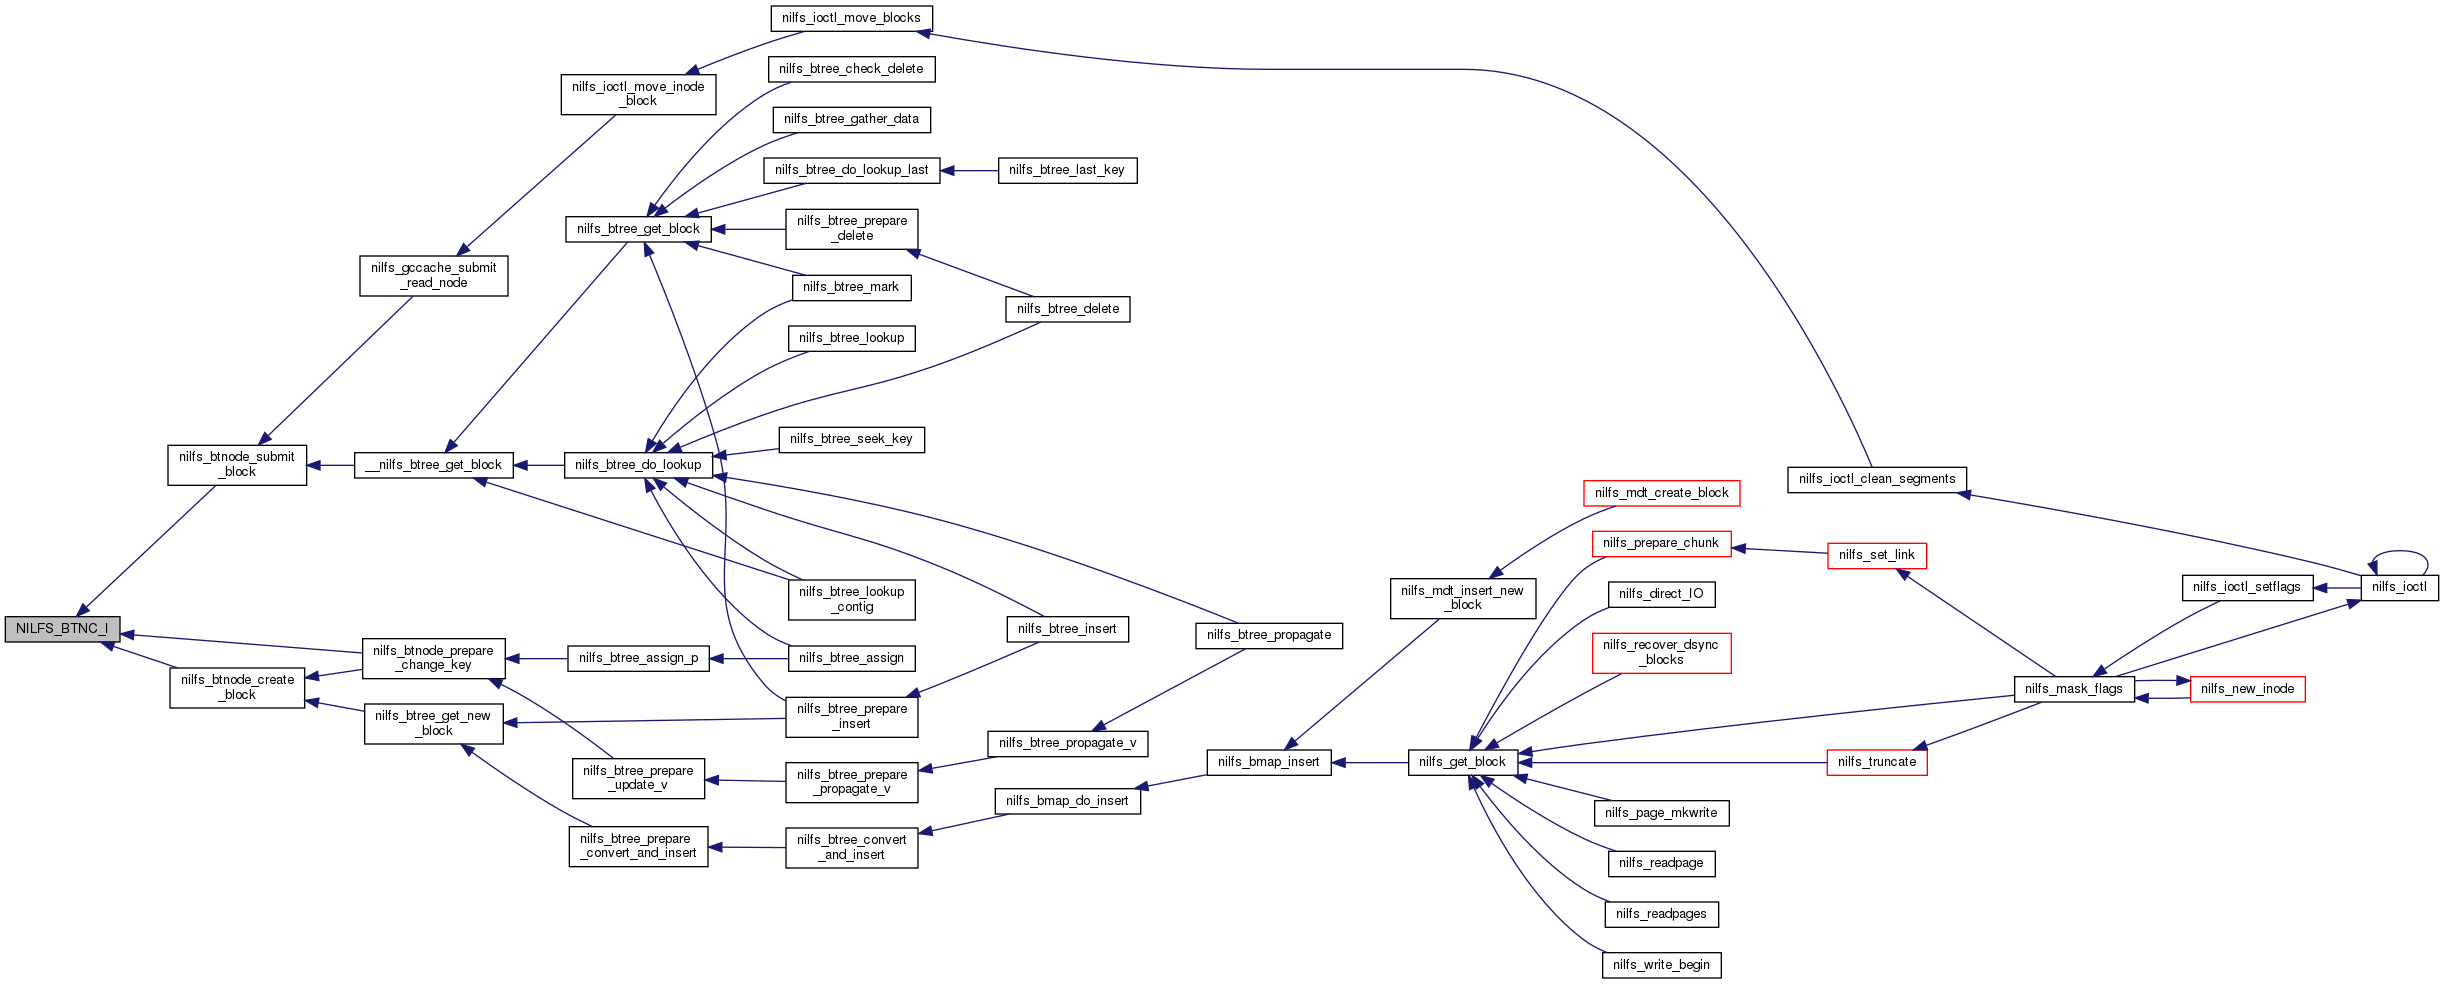 nilfs_ioctl_move_blocks
nilfs_btree_check_delete
nilfs_ioctl_move_inode
_block
nilfs_btree_gather_data
nilfs_btree_do_lookup_last
nilfs_btree_last_key
nilfs_btree_get_block
nilfs_btree_prepare
_delete
nilfs_gccache_submit
_read_node
nilfs_btree_mark
nilfs_btree_delete
nilfs_btree_lookup
nilfs_btree_seek_key
nilfs_btnode_submit
_block
__nilfs_btree_get_block
nilfs_btree_do_lookup
nilfs_ioctl_clean_segments
nilfs_mdt_create_block
nilfs_prepare_chunk
nilfs_set_link
nilfs_btree_lookup
_contig
nilfs_mdt_insert_new
_block
nilfs_direct_IO
nilfs_ioctl_setflags
nilfs_ioctl
NILFS_BTNC_I
nilfs_btree_insert
nilfs_btree_propagate
nilfs_recover_dsync
_blocks
nilfs_btnode_prepare
_change_key
nilfs_btree_assign_p
nilfs_btree_assign
nilfs_btnode_create
_block
nilfs_mask_flags
nilfs_new_inode
nilfs_btree_get_new
_block
nilfs_btree_prepare
_insert
nilfs_btree_propagate_v
nilfs_bmap_insert
nilfs_get_block
nilfs_truncate
nilfs_btree_prepare
_update_v
nilfs_btree_prepare
_propagate_v
nilfs_bmap_do_insert
nilfs_page_mkwrite
nilfs_btree_prepare
_convert_and_insert
nilfs_btree_convert
_and_insert
nilfs_readpage
nilfs_readpages
nilfs_write_begin